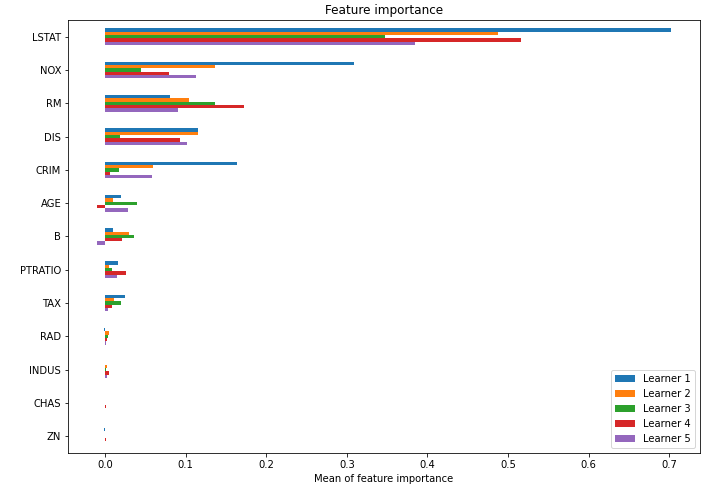 Feature importance
LSTAT
NOX
RM
DIS
CRIM
AGE
B
PTRATIO
TAX
RAD
INDUS
CHAS
ZN
Learner 1
Learner 2
Learner 3
Learner 4
Learner 5
0.0 0.1 0.2 0.3 0.4 0.5 0.6 0.7
Mean of feature importance